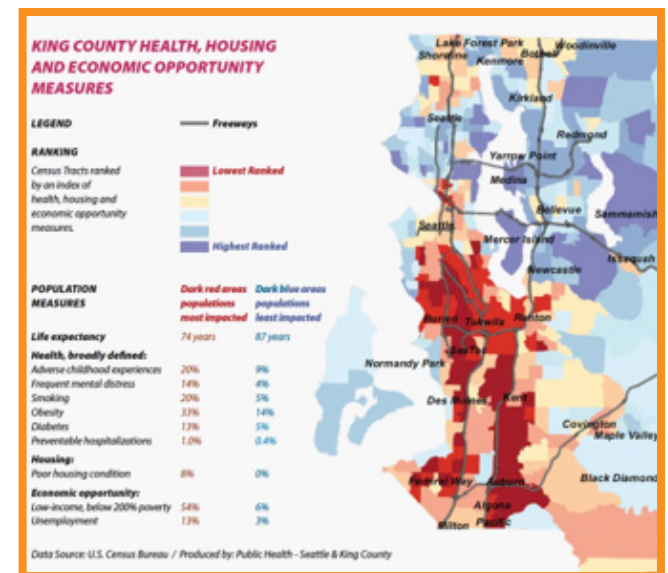 KING COUNTY HEALTH, HOUSING
AND ECONOMIC OPPORTUNITY
MEASURES
LEGEND
Freeways
RANKING
Census Tracts ranked
by an index of
health, housing and
economic opportunity
measures.
Lowest Ranked
Highest Ranked
POPULATION
MEASURES
Dark red areas
populations
most impacted
Dark blue areas
populations
least impacted
Life expectancy 74 years 87 years
Health, broadly defined:
Adverse childhood experiences 20% 9%
Frequent mental distress 14% 4%
Smoking 20% 5%
Obesity 33% 14%
Diabetes 13% 5%
Preventable hospitalizations 1.0% 0.4%
Housing:
Poor housing condition 8% 0%
Economic opportunity:
Low-income, below 200% poverty 54% 6%
Unemployment 13% 3%
Data Source: U.S. Census Bureau / Produced by: Public Health - Seattle & King County
Lake Forest Park
Shoreline
Kenmore
Bothell
Woodinville
Kirkland
Seattle
Redmond
Yarrow Point
Medina
Bellevue
Sammamish
Seattle
Mercer Island
Issaquah
Newcastle
Burien
Tukwila
Renton
SeaTac
Normandy Park
Des Moines
Kent
Covington
Maple Valley
Federal Way
Auburn
Black Diamond
Algona
Milton
Pacific